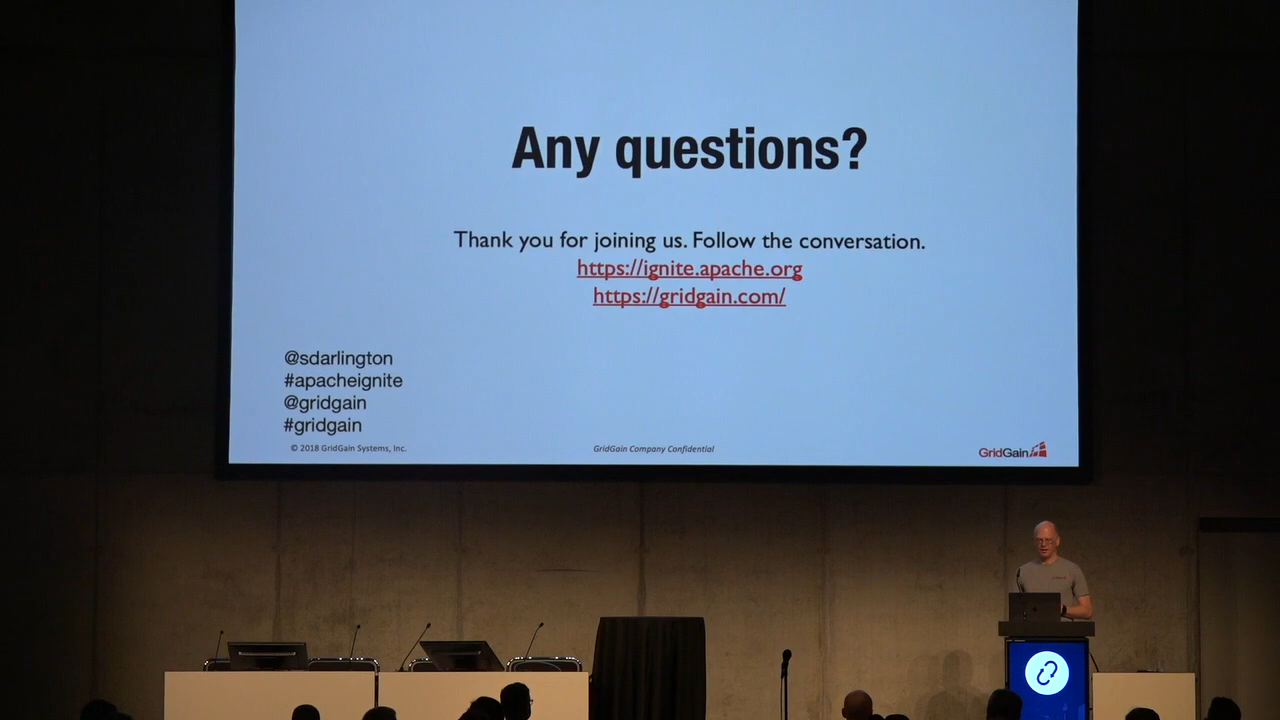 Any questions?
Thank you for joining us. Follow the conversation.
https://ignite.apache.org
https://gridgain.com/
@sdarlington
#apacheignite
@gridgain
#gridgain
© 2018 GridGain Systems, Inc.
GridGain Company Confidential
GridGain